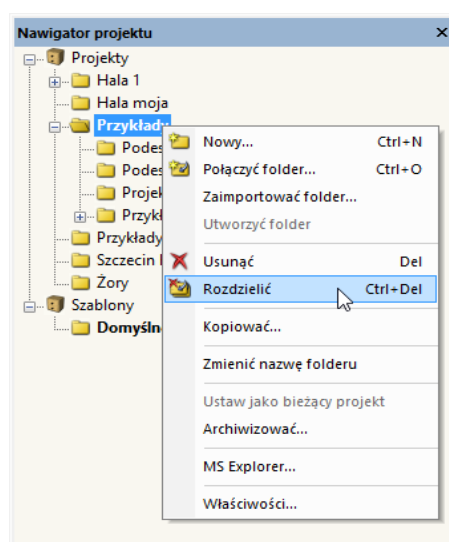 Nawigator projektu
Projekty
Hala 1
Hala moja
Przykłady
Nowy... Ctrl+N
Podes
Podes
Połączyć folder... Ctrl+O
Projek
Zaimportować folder...
Przykł
Utworzyć folder
Przykłady
Szczecin
Usunąć Del
Żory
Rozdzielić Ctrl+Del
Szablony
Domyśln
Kopiować...
Zmienić nazwę folderu
Ustaw jako bieżący projekt
Archiwizować...
MS Explorer...
Właściwości...